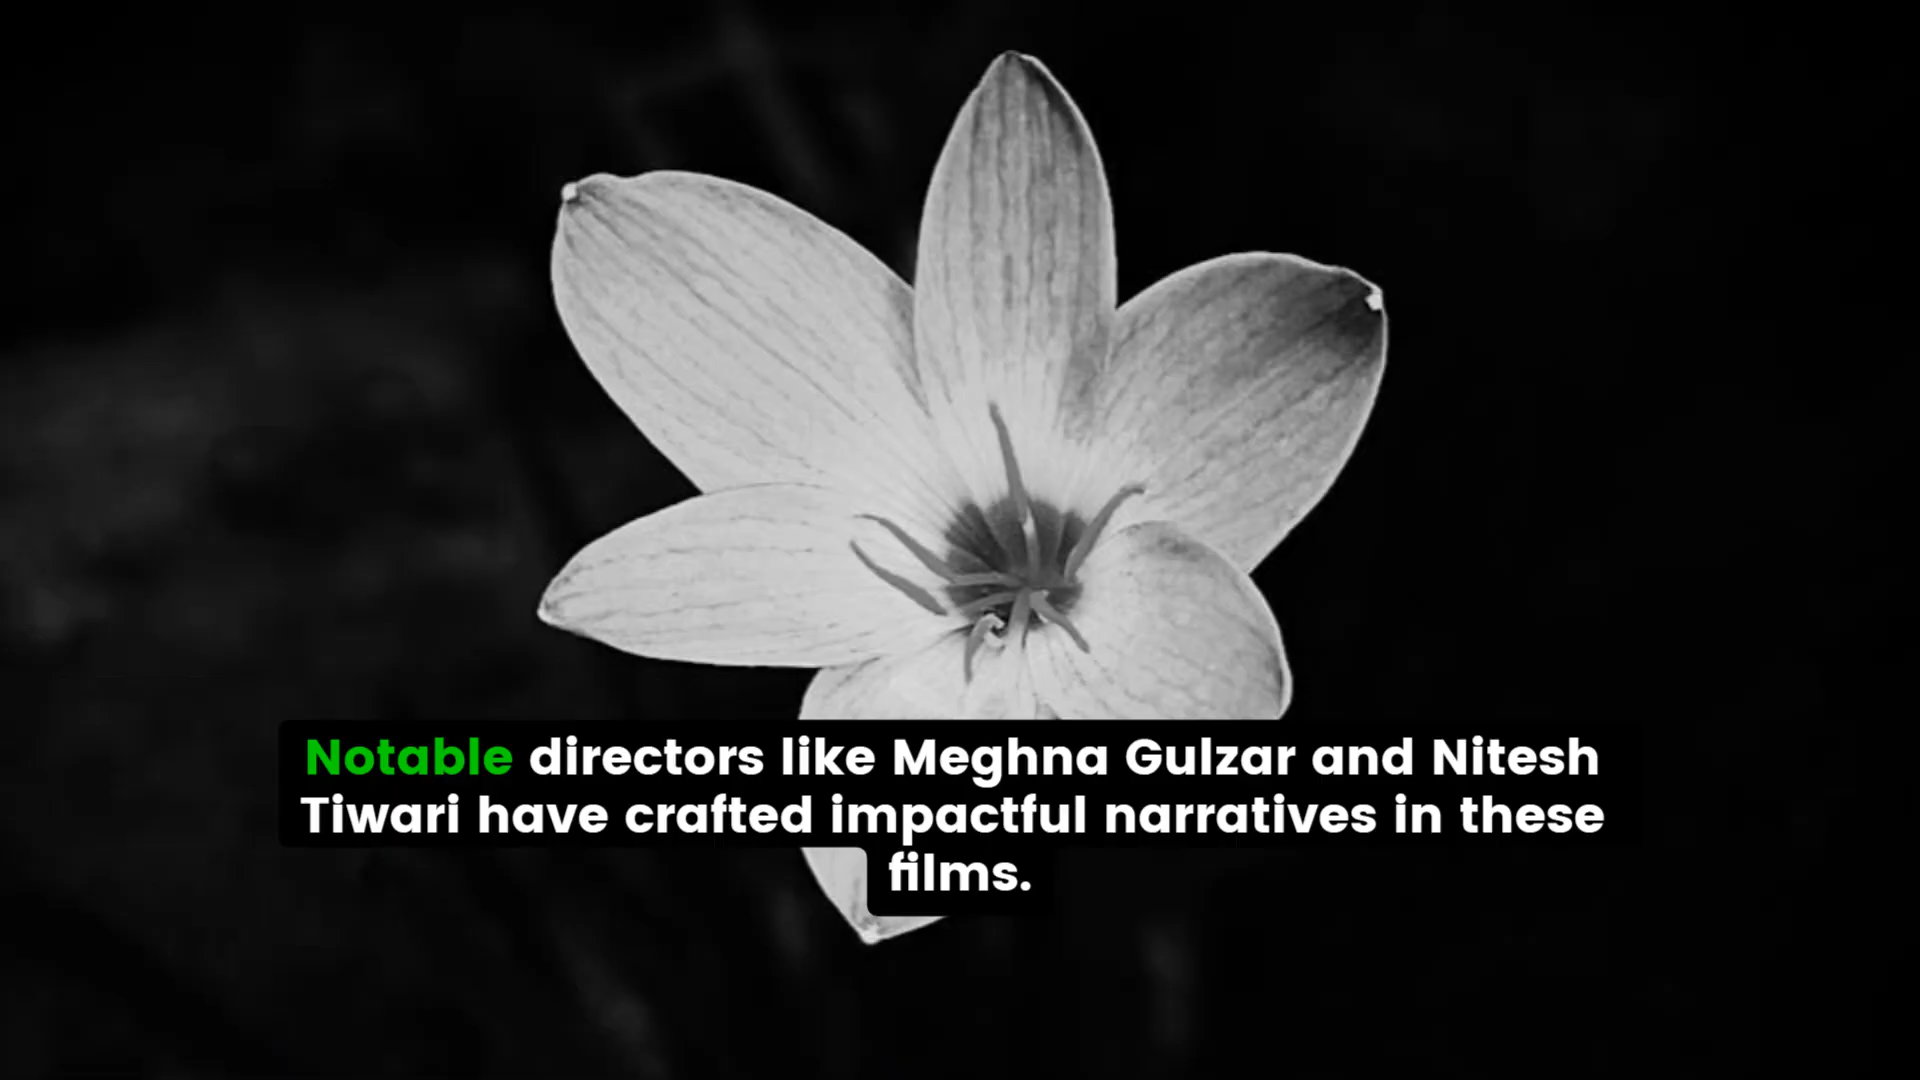 Notable directors like Meghna Gulzar and Nitesh
Tiwari have crafted impactful narratives in these
films.